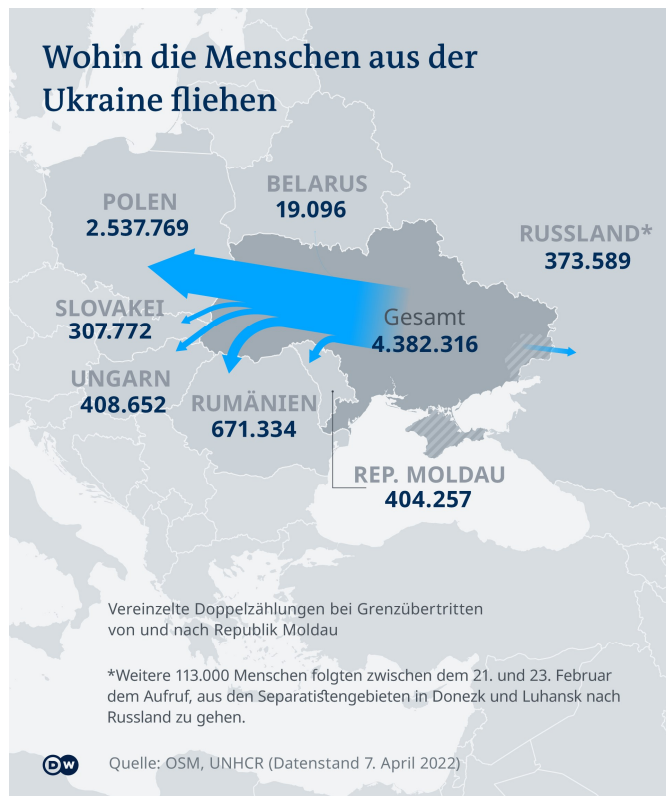 Wohin die Menschen aus der
Ukraine fliehen
BELARUS
19.096
POLEN
2.537.769
RUSSLAND*
373.589
SLOVAKEI
307.772
Gesamt
4.382.316
UNGARN
408.652
RUMÄNIEN
671.334
REP. MOLDAU
404.257
Vereinzelte Doppelzählungen bei Grenzübertritten
von und nach Republik Moldau
*Weitere 113.000 Menschen folgten zwischen dem 21. und 23. Februar
dem Aufruf, aus den Separatistengebieten in Donezk und Luhansk nach
Russland zu gehen.
DW
Quelle: OSM, UNHCR (Datenstand 7. April 2022)